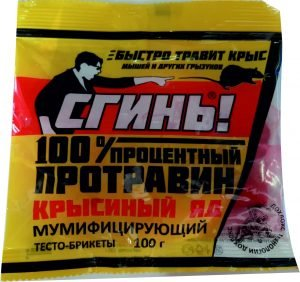 БЫСТРО ТРАВИТ КРЫС
МЫШЕЙ И ДРУГИХ ГРЫЗУНОВ
СГИНЬ!
100% ПРОЦЕНТНЫЙ
ПРОТРАВИН
КРЫСИНЫЙ ЯД
МУМИФИЦИРУЮЩИЙ
ТЕСТО-БРИКЕТЫ 100 г